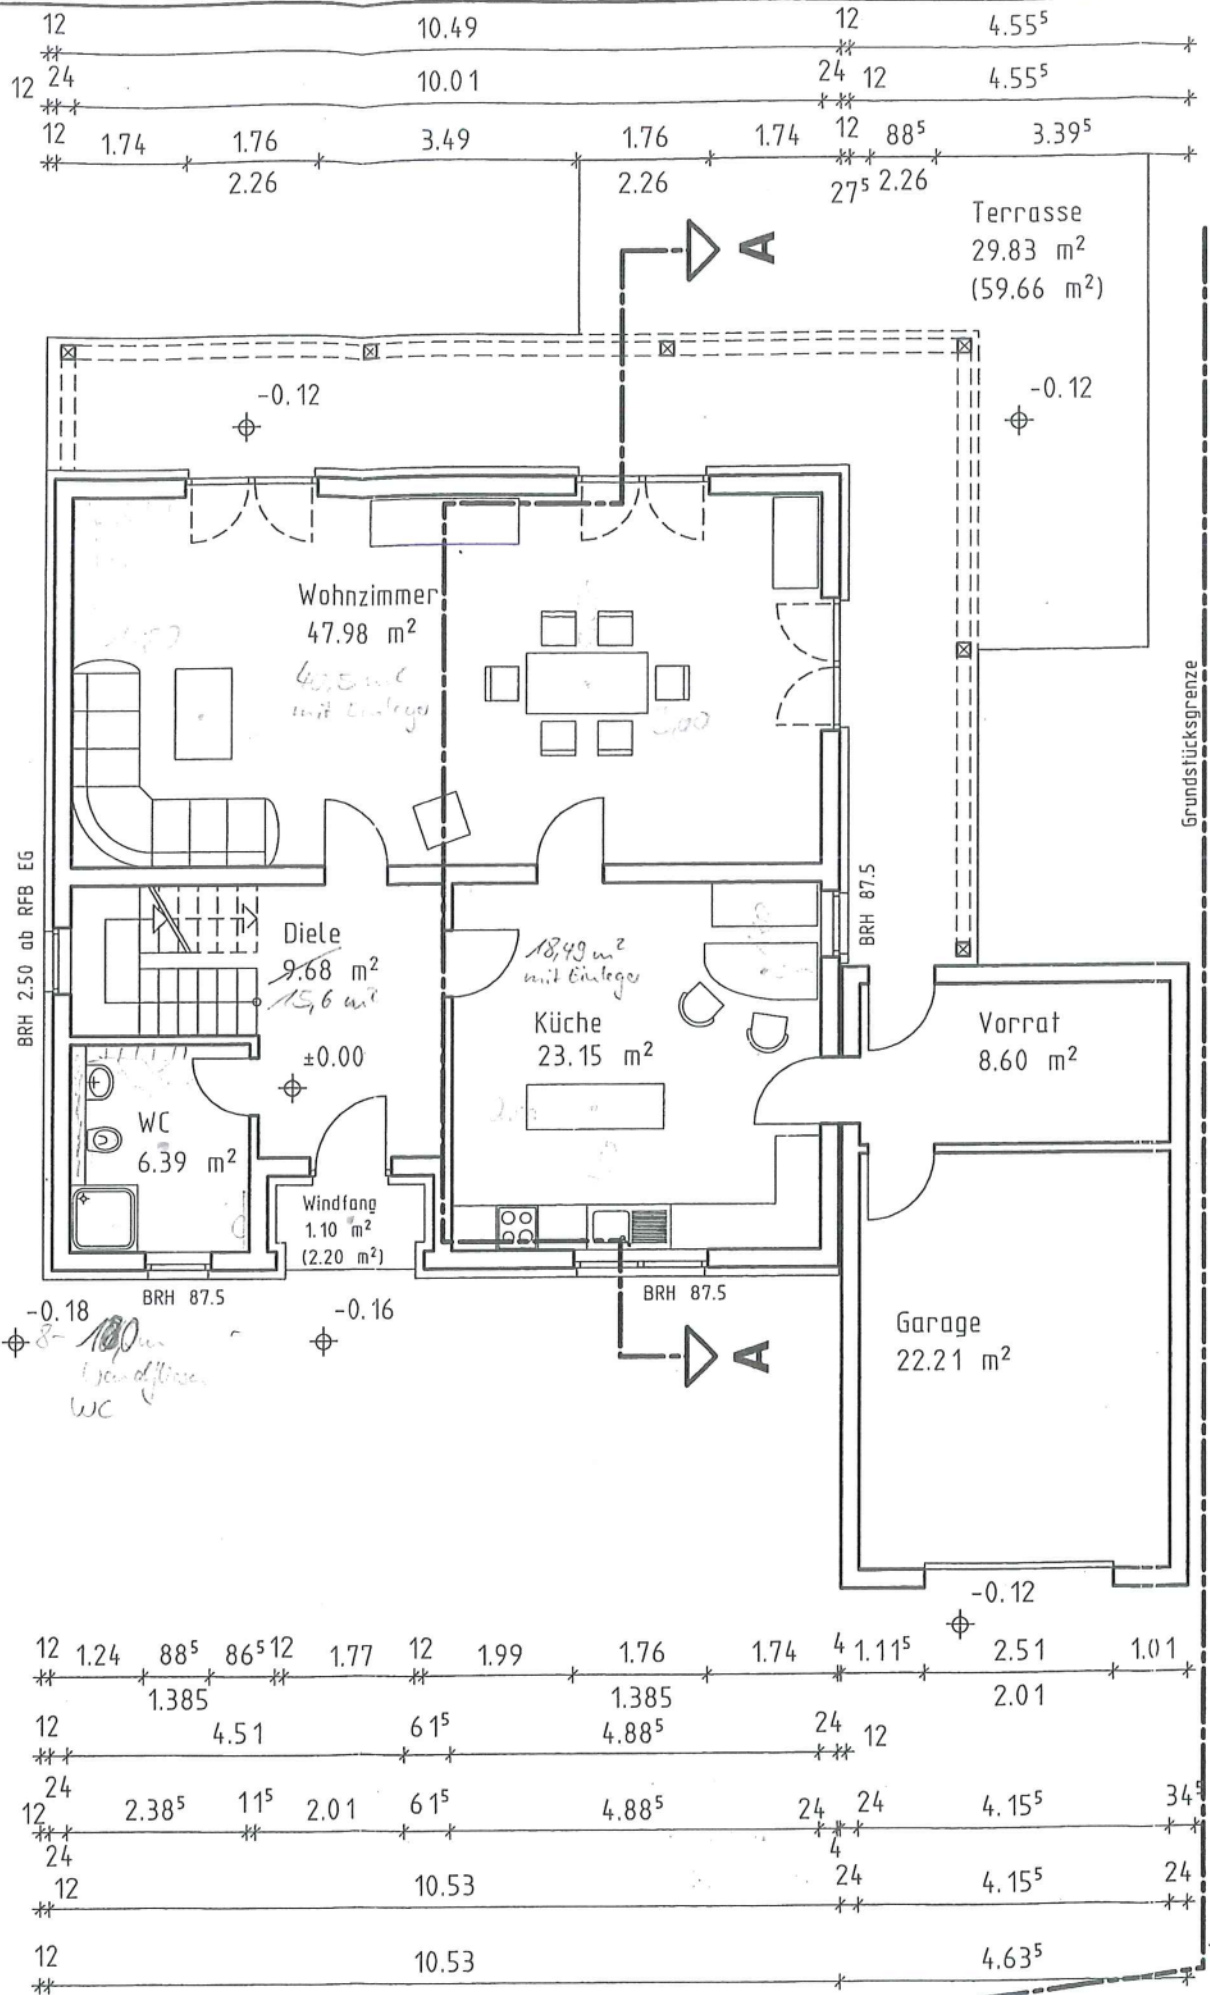 12 10.49 12 4.55⁵
12 24 10.01 24 12 4.55⁵
12 1.74 1.76 3.49 1.76 1.74 12 88⁵ 3.39⁵
2.26 2.26 27⁵ 2.26
Terrasse
29.83 m²
(59.66 m²)
A
-0.12
-0.12
Wohnzimmer
47.98 m²
mit Einleger
3,00
Grundstücksgrenze
BRH 2.50 ab RFB EG
BRH 87.5
Diele
9.68 m²
15,6 m²
±0.00
18,49 m²
mit Einleger
Küche
23.15 m²
Vorrat
8.60 m²
WC
6.39 m²
Windfang
1.10 m²
(2.20 m²)
BRH 87.5
BRH 87.5
-0.18
-0.16
WC
A
Garage
22.21 m²
-0.12
12 1.24 88⁵ 86⁵ 12 1.77 12 1.99 1.76 1.74 4 1.11⁵ 2.51 1.01
1.385 1.385 2.01
12 4.51 61⁵ 4.88⁵ 24 12
24
12 2.38⁵ 11⁵ 2.01 61⁵ 4.88⁵ 24 24 4.15⁵ 34⁵
24 4
12 10.53 24 4.15⁵ 24
12 10.53 4.63⁵